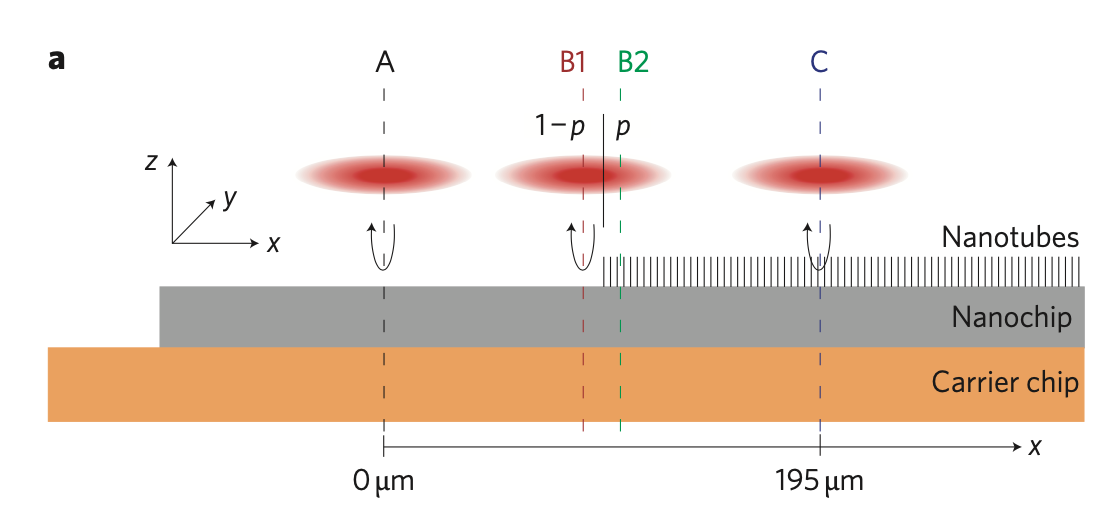 a
A
B1
B2
C
1–p
p
z
y
x
Nanotubes
Nanochip
Carrier chip
x
0 μm
195 μm